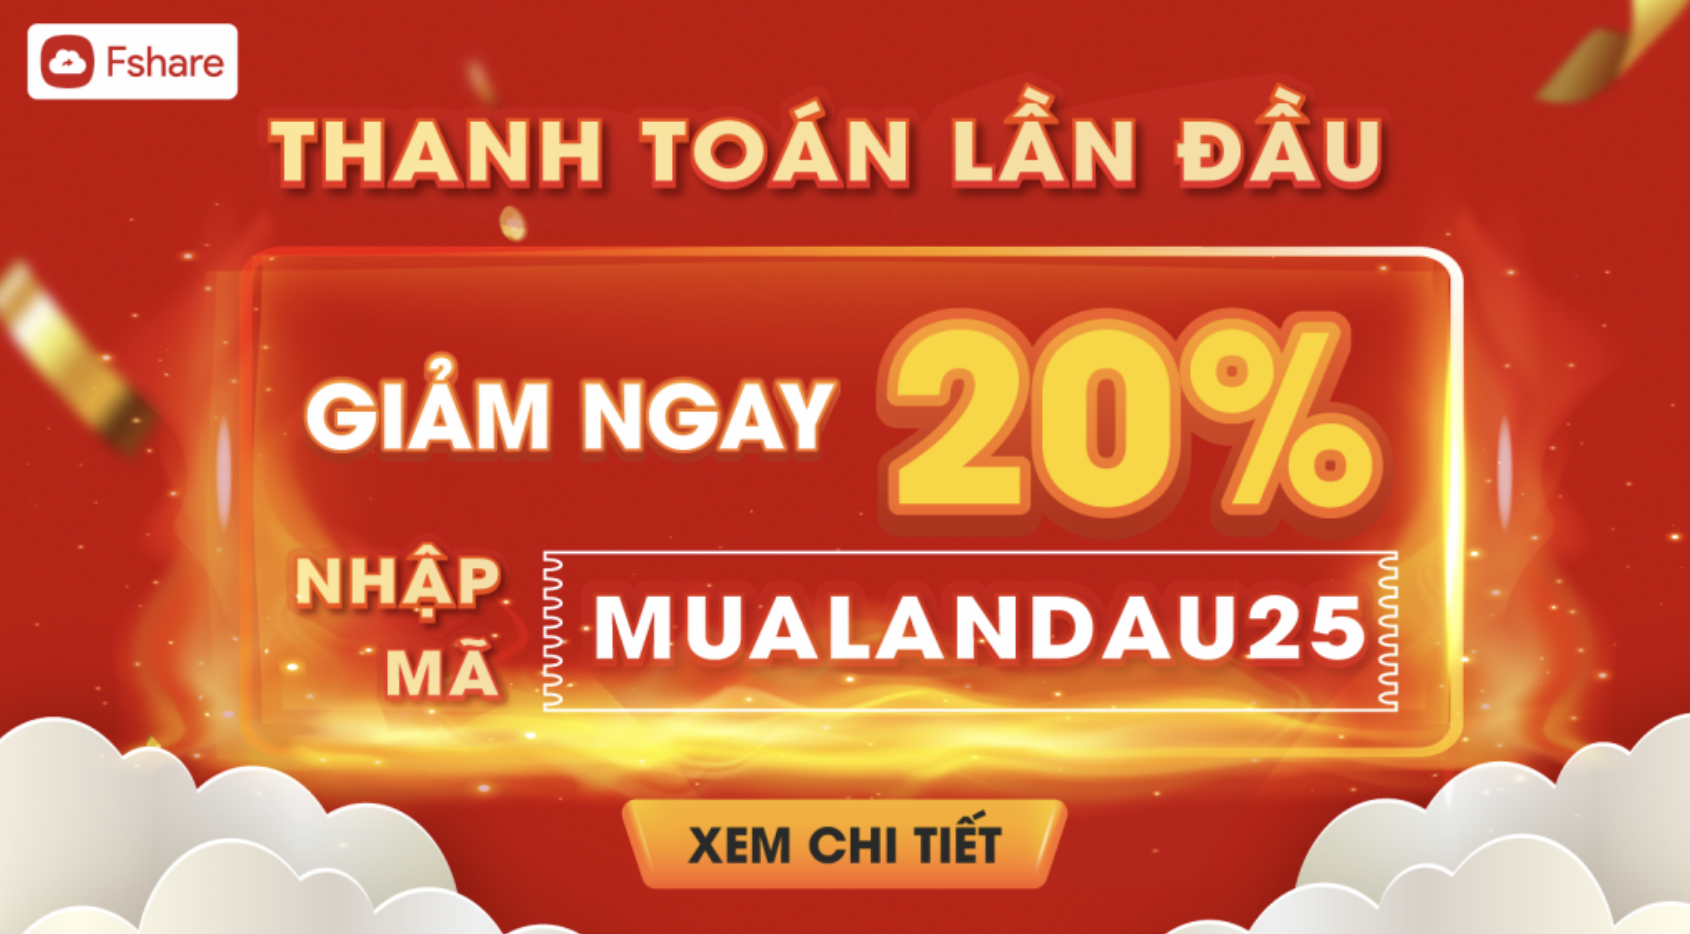 Fshare
THANH TOÁN LẦN ĐẦU
GIẢM NGAY 20%
NHẬP
MÃ
MUALANDAU25
XEM CHI TIẾT